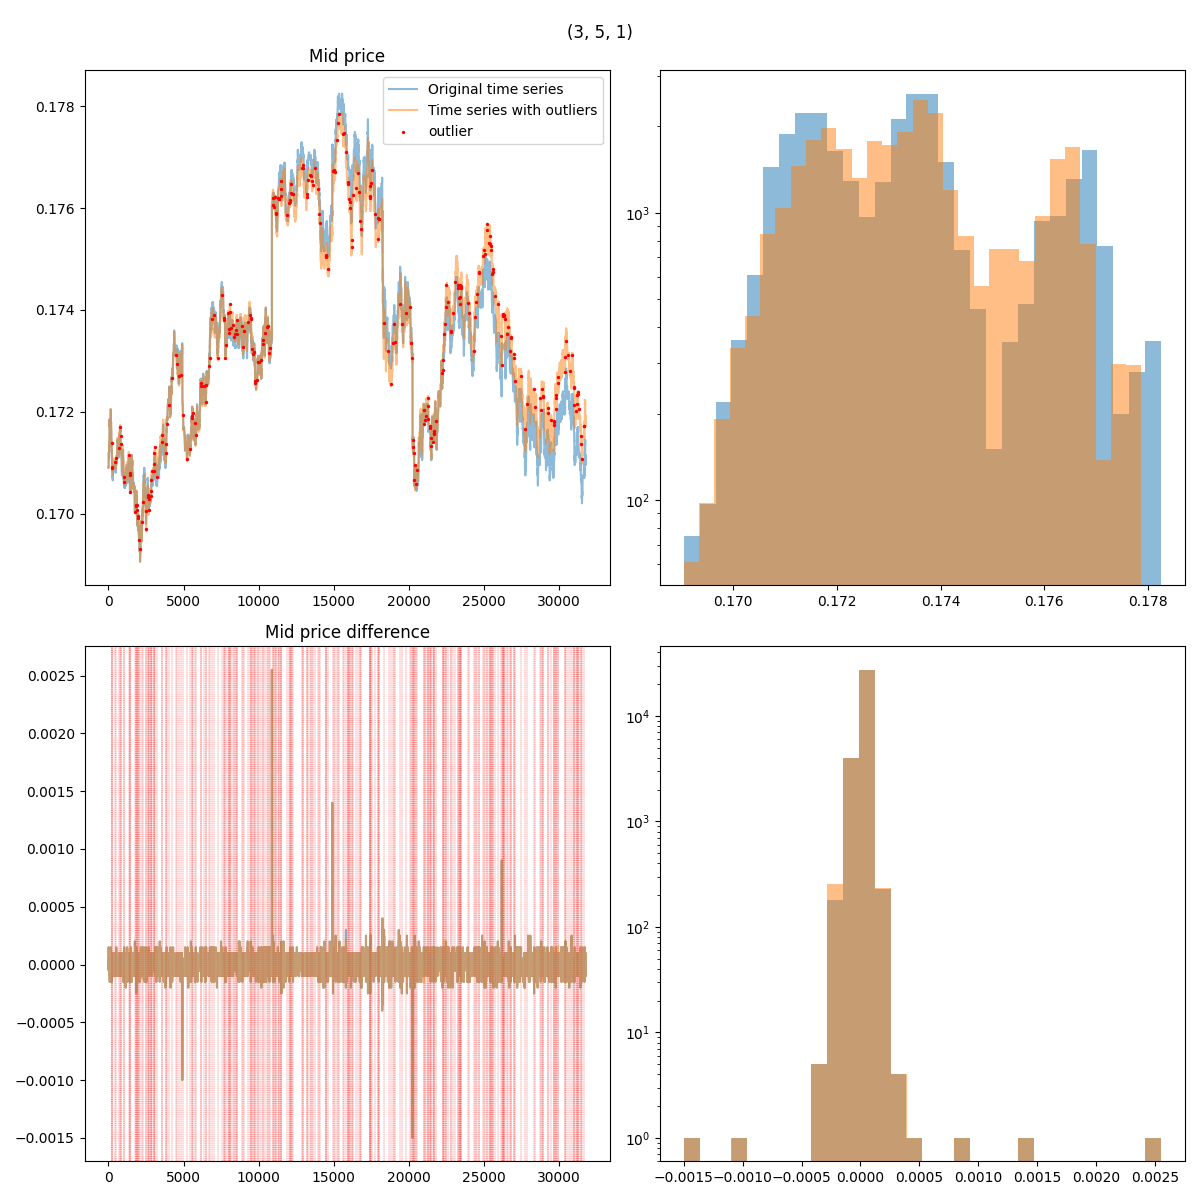 (3, 5, 1)
Mid price
Original time series
Time series with outliers
outlier
0.178
0.176
0.174
0.172
0.170
0 5000 10000 15000 20000 25000 30000
10³
10²
0.170 0.172 0.174 0.176 0.178
Mid price difference
0.0025
0.0020
0.0015
0.0010
0.0005
0.0000
−0.0005
−0.0010
−0.0015
0 5000 10000 15000 20000 25000 30000
10⁴
10³
10²
10¹
10⁰
−0.0015 −0.0010 −0.0005 0.0000 0.0005 0.0010 0.0015 0.0020 0.0025